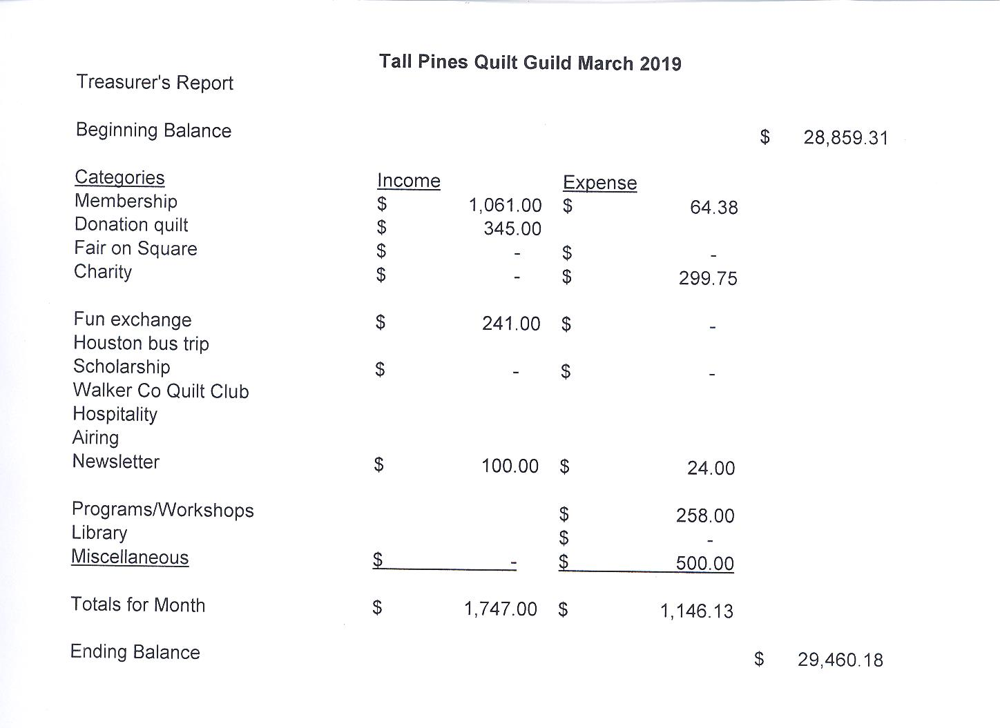 Tall Pines Quilt Guild March 2019
Treasurer's Report
Beginning Balance $ 28,859.31
Categories Income Expense
Membership $ 1,061.00 $ 64.38
Donation quilt $ 345.00
Fair on Square $ - $ -
Charity $ - $ 299.75
Fun exchange $ 241.00 $ -
Houston bus trip
Scholarship $ - $ -
Walker Co Quilt Club
Hospitality
Airing
Newsletter $ 100.00 $ 24.00
Programs/Workshops $ 258.00
Library $ -
Miscellaneous $ - $ 500.00
Totals for Month $ 1,747.00 $ 1,146.13
Ending Balance $ 29,460.18